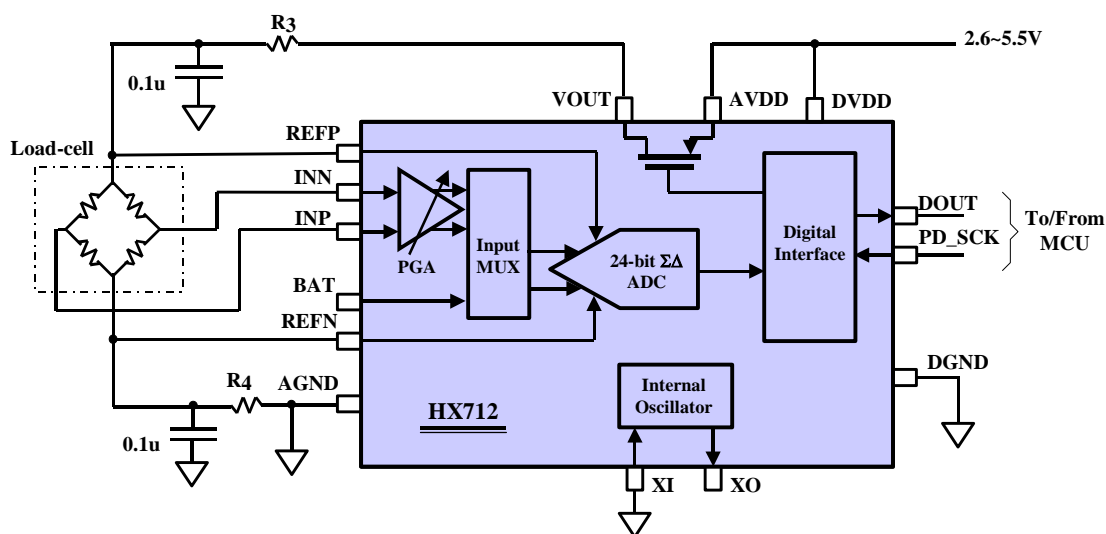 R3
2.6~5.5V
0.1u
VOUT
AVDD
DVDD
REFP
Load-cell
INN
INP
PGA
Input
MUX
24-bit ΣΔ
ADC
Digital
Interface
DOUT
PD_SCK
To/From
MCU
BAT
REFN
R4
AGND
DGND
Internal
Oscillator
HX712
0.1u
XI
XO